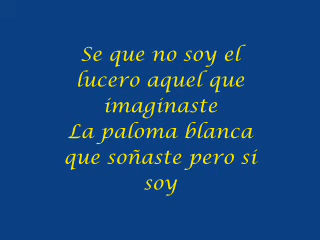 Se que no soy el
lucero aquel que
imaginaste
La paloma blanca
que soñaste pero si
soy